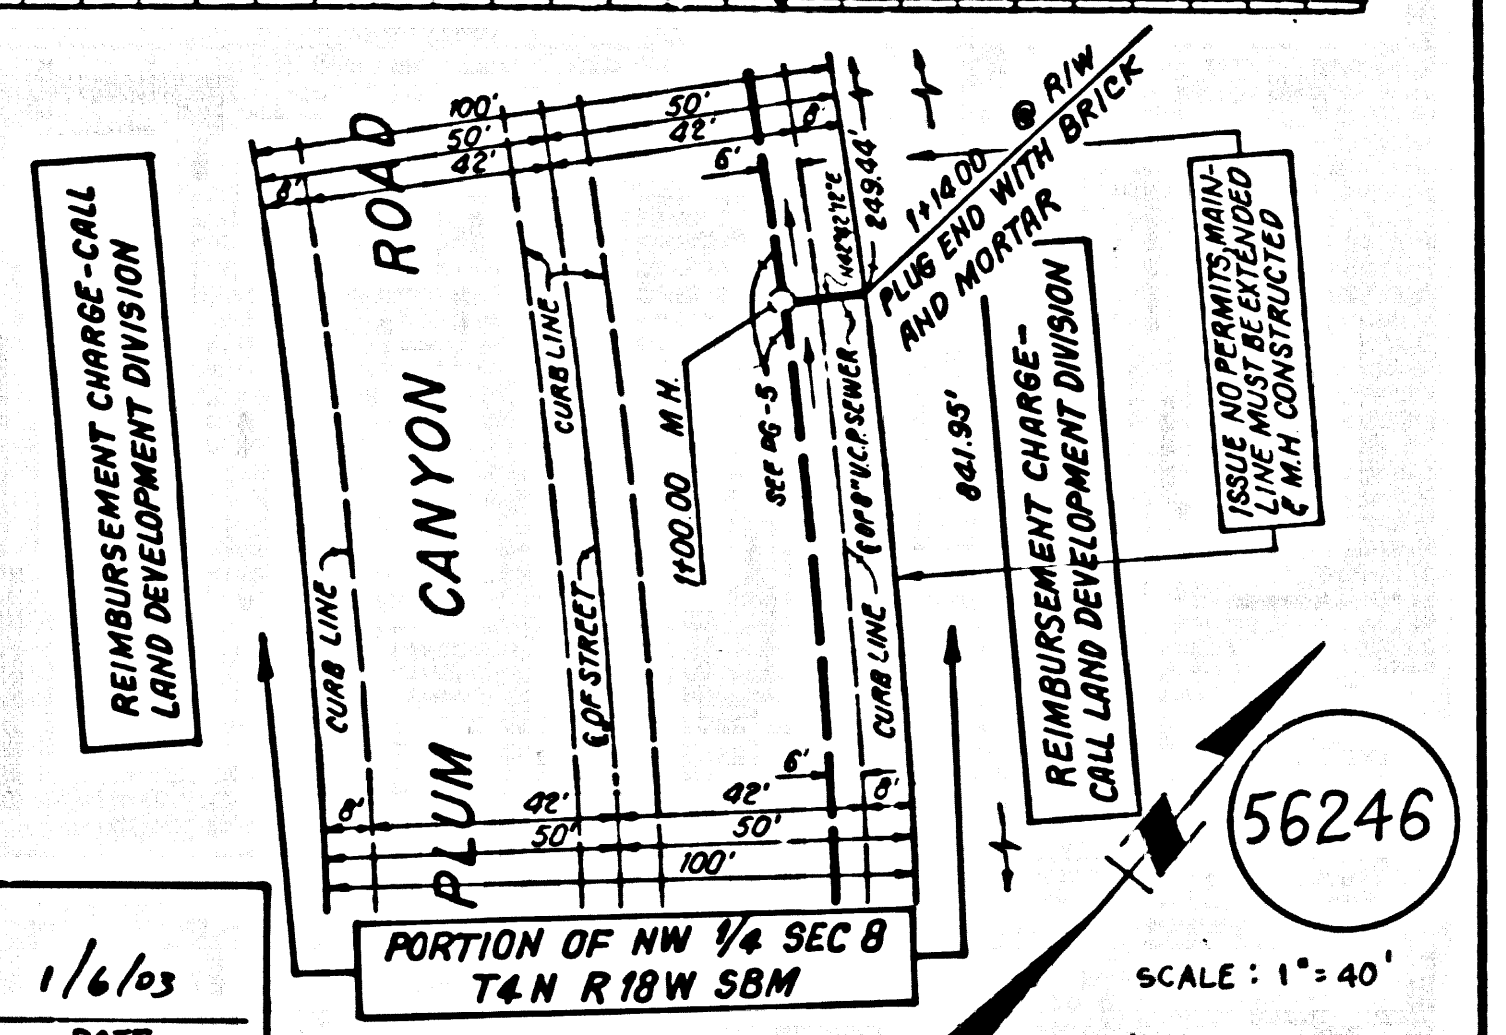 100'
50'
50'
42'
42'
8'
8'
6'
REIMBURSEMENT CHARGE-CALL
LAND DEVELOPMENT DIVISION
PLUM CANYON ROAD
CURB LINE
CURB LINE
℄ OF STREET
1+00.00 M.H.
SEE PG-5
℄ OF 8" V.C.P. SEWER
CURB LINE
249.44'
1+14.00 @ R/W
PLUG END WITH BRICK
AND MORTAR
841.95'
REIMBURSEMENT CHARGE-
CALL LAND DEVELOPMENT DIVISION
ISSUE NO PERMITS, MAIN-
LINE MUST BE EXTENDED
& M.H. CONSTRUCTED
6'
8'
42'
42'
8'
50'
50'
100'
PORTION OF NW 1/4 SEC 8
T4N R18W SBM
56246
SCALE: 1"=40'
1/6/03